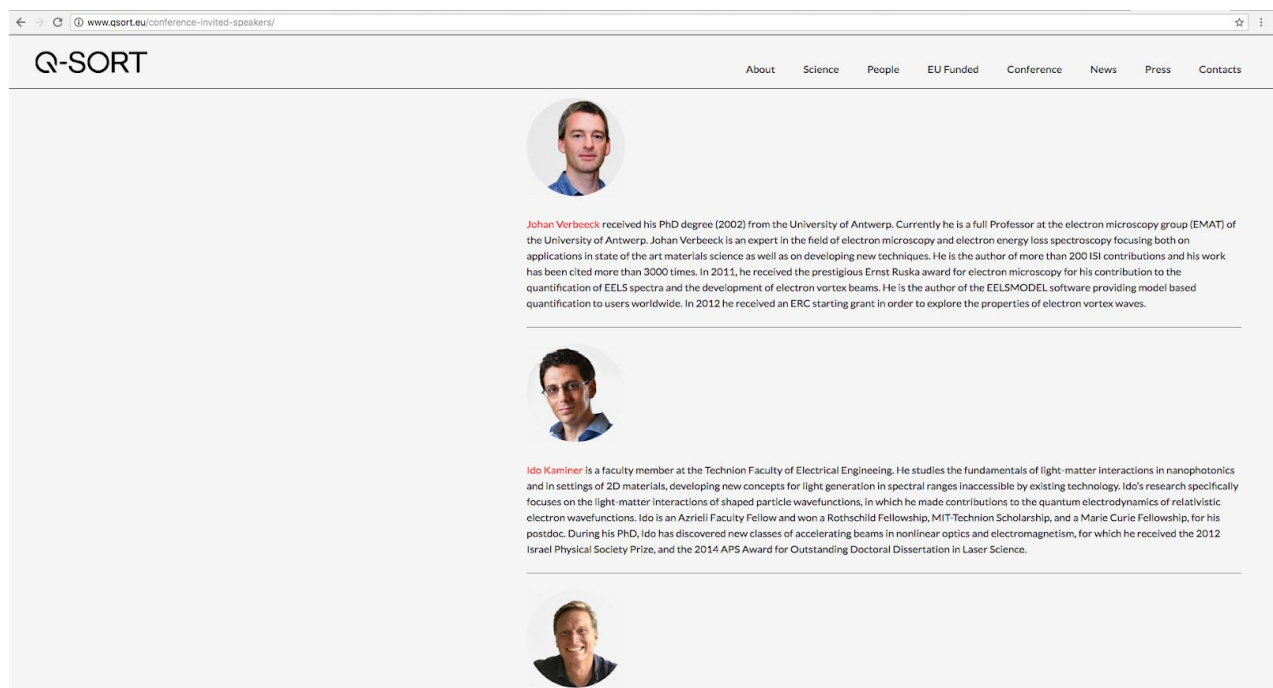 www.qsort.eu/conference-invited-speakers/
Q-SORT
About Science People EU Funded Conference News Press Contacts
Johan Verbeeck received his PhD degree (2002) from the University of Antwerp. Currently he is a full Professor at the electron microscopy group (EMAT) of
the University of Antwerp. Johan Verbeeck is an expert in the field of electron microscopy and electron energy loss spectroscopy focusing both on
applications in state of the art materials science as well as on developing new techniques. He is the author of more than 200 ISI contributions and his work
has been cited more than 3000 times. In 2011, he received the prestigious Ernst Ruska award for electron microscopy for his contribution to the
quantification of EELS spectra and the development of electron vortex beams. He is the author of the EELSMODEL software providing model based
quantification to users worldwide. In 2012 he received an ERC starting grant in order to explore the properties of electron vortex waves.
Ido Kaminer is a faculty member at the Technion Faculty of Electrical Engineering. He studies the fundamentals of light-matter interactions in nanophotonics
and in settings of 2D materials, developing new concepts for light generation in spectral ranges inaccessible by existing technology. Ido's research specifically
focuses on the light-matter interactions of shaped particle wavefunctions, in which he made contributions to the quantum electrodynamics of relativistic
electron wavefunctions. Ido is an Azrieli Faculty Fellow and won a Rothschild Fellowship, MIT-Technion Scholarship, and a Marie Curie Fellowship, for his
postdoc. During his PhD, Ido has discovered new classes of accelerating beams in nonlinear optics and electromagnetism, for which he received the 2012
Israel Physical Society Prize, and the 2014 APS Award for Outstanding Doctoral Dissertation in Laser Science.